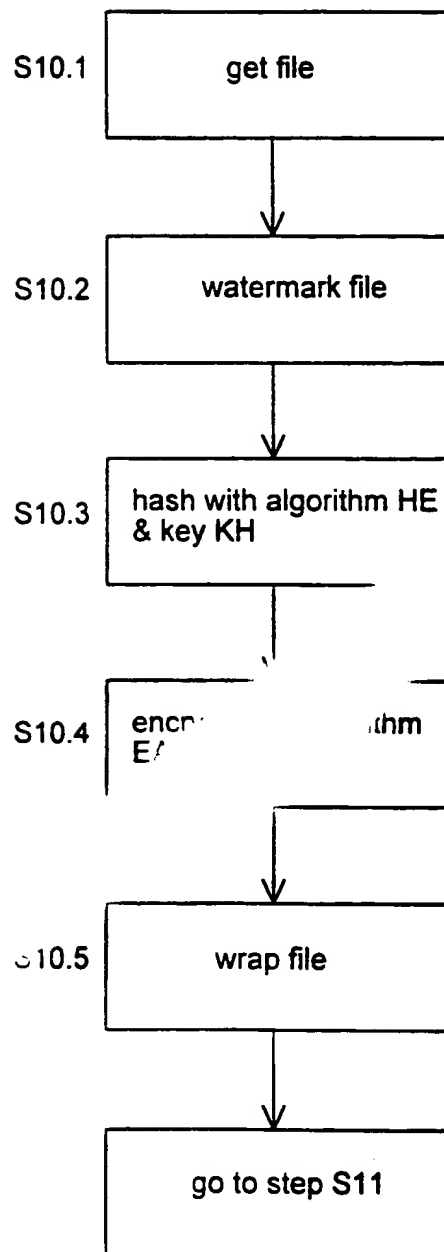 S10.1 get file
S10.2 watermark file
S10.3 hash with algorithm HE
& key KH
S10.4
S10.5 wrap file
go to step S11